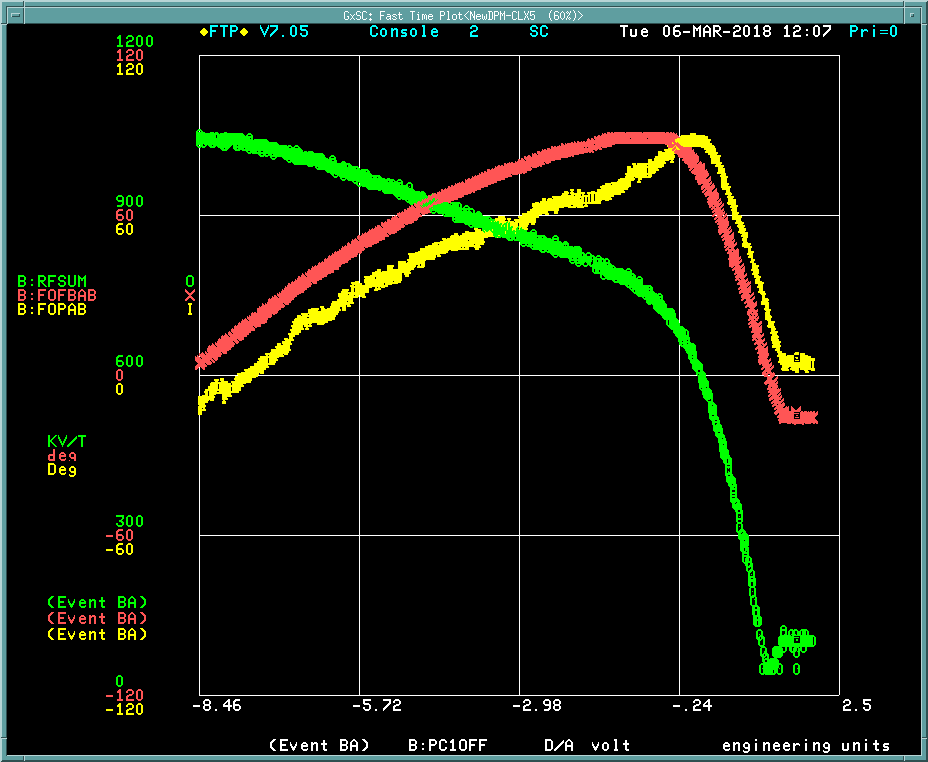 GxSC: Fast Time Plot<NewDPM-CLX5 (60%)>
◆FTP◆ V7.05 Console 2 SC Tue 06-MAR-2018 12:07 Pri=0
1200
120
120
900
60
60
B:RFSUM O
B:FOFBAB X
B:FOPAB I
600
0
0
KV/T
deg
Deg
300
-60
-60
(Event BA)
(Event BA)
(Event BA)
0
-120
-120
-8.46 -5.72 -2.98 -.24 2.5
(Event BA) B:PC1OFF D/A volt engineering units